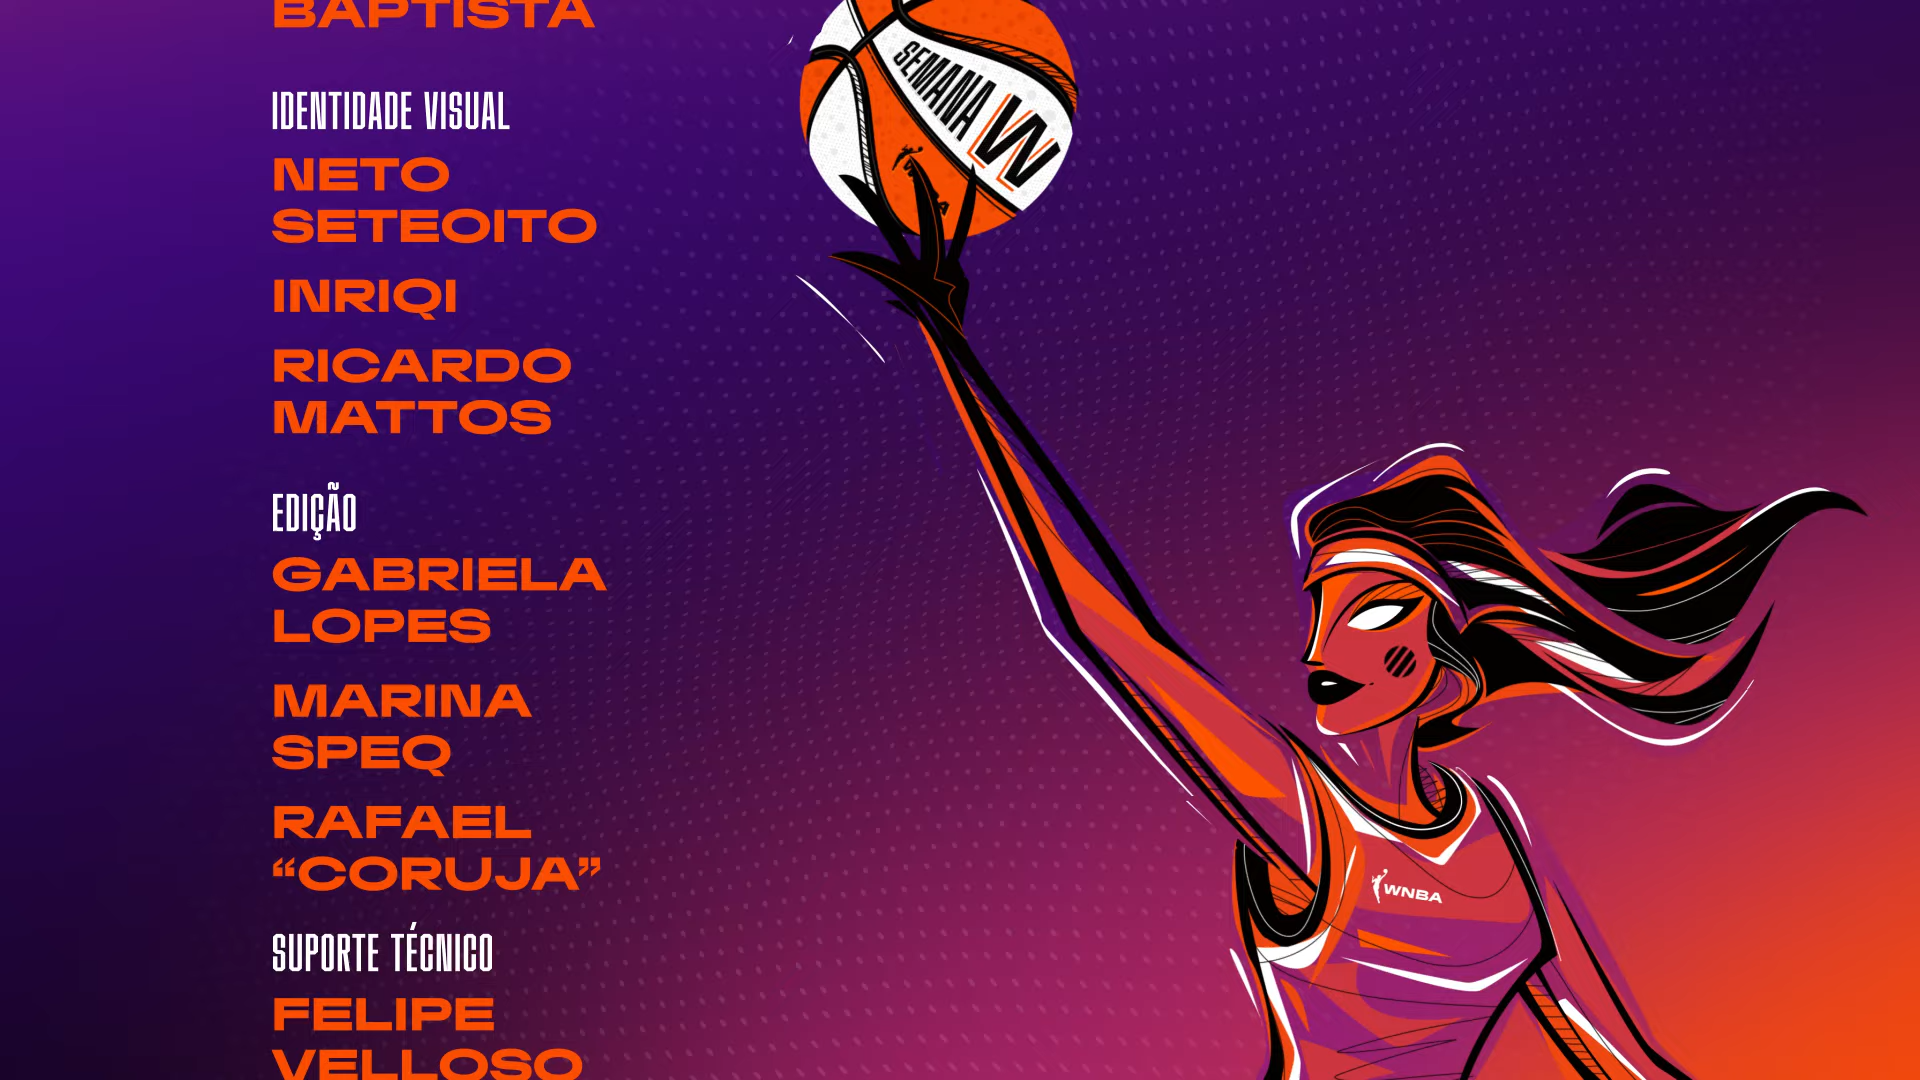 BAPTISTA
IDENTIDADE VISUAL
NETO
SETEOITO
INRIQI
RICARDO
MATTOS
EDIÇÃO
GABRIELA
LOPES
MARINA
SPEQ
RAFAEL
“CORUJA”
SUPORTE TÉCNICO
FELIPE
VELLOSO
SEMANA W
WNBA